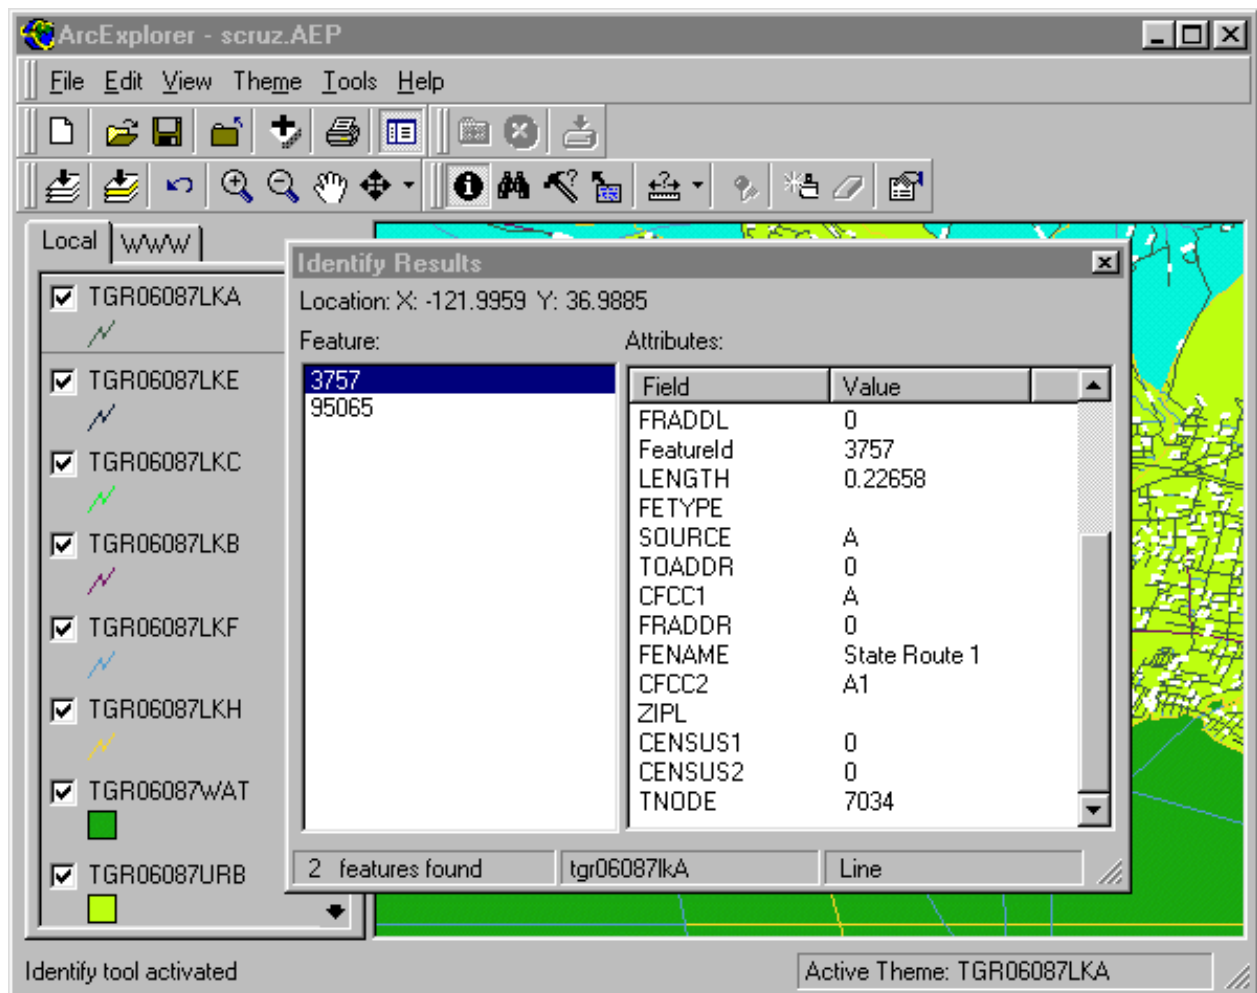 ArcExplorer - scruz.AEP
File Edit View Theme Tools Help
Local WWW
TGR06087LKA
TGR06087LKE
TGR06087LKC
TGR06087LKB
TGR06087LKF
TGR06087LKH
TGR06087WAT
TGR06087URB
Identify Results
Location: X: -121.9959 Y: 36.9885
Feature: Attributes:
3757
95065
Field Value
FRADDL 0
FeatureId 3757
LENGTH 0.22658
FETYPE
SOURCE A
TOADDR 0
CFCC1 A
FRADDR 0
FENAME State Route 1
CFCC2 A1
ZIPL
CENSUS1 0
CENSUS2 0
TNODE 7034
2 features found tgr06087lkA Line
Identify tool activated Active Theme: TGR06087LKA